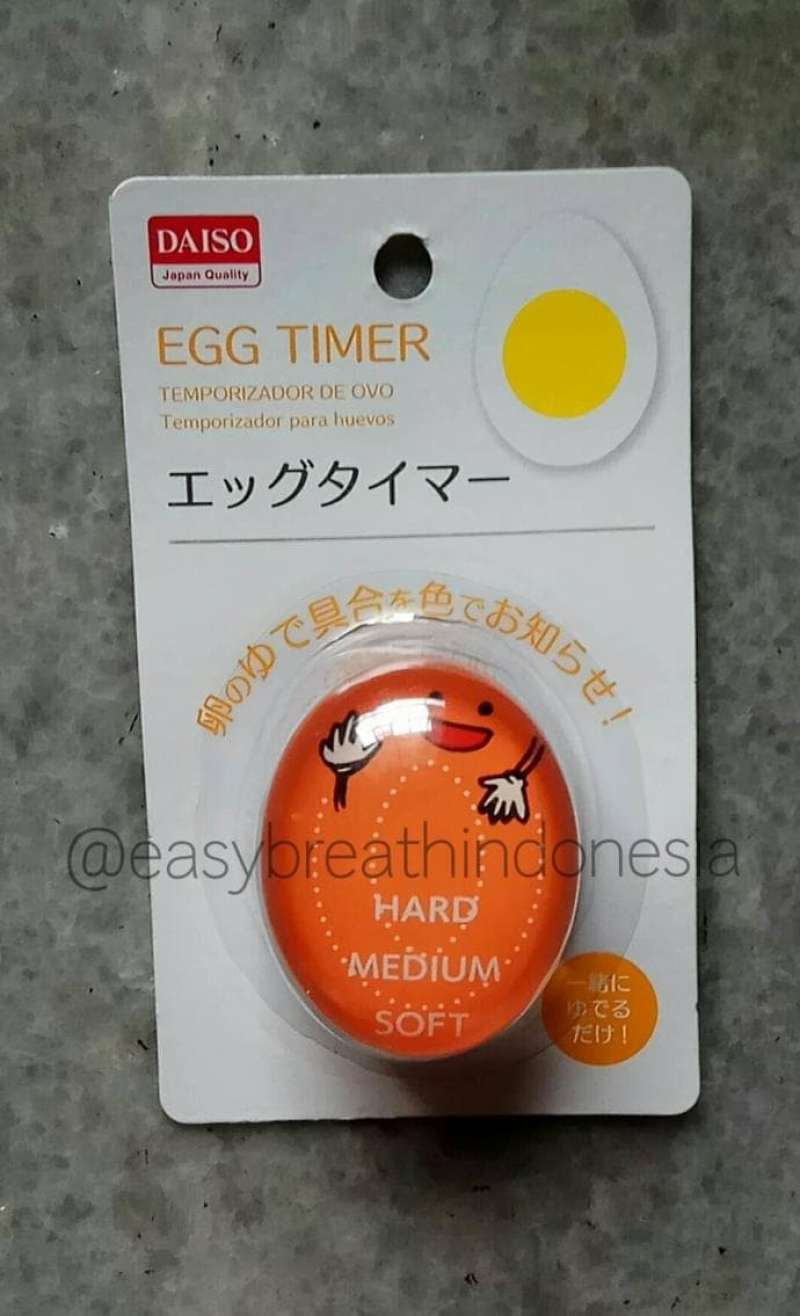 DAISO
Japan Quality
EGG TIMER
TEMPORIZADOR DE OVO
Temporizador para huevos
エッグタイマー
卵のゆで具合を色でお知らせ!
@easybreathindonesia
HARD
MEDIUM
SOFT
一緒に
ゆでる
だけ!